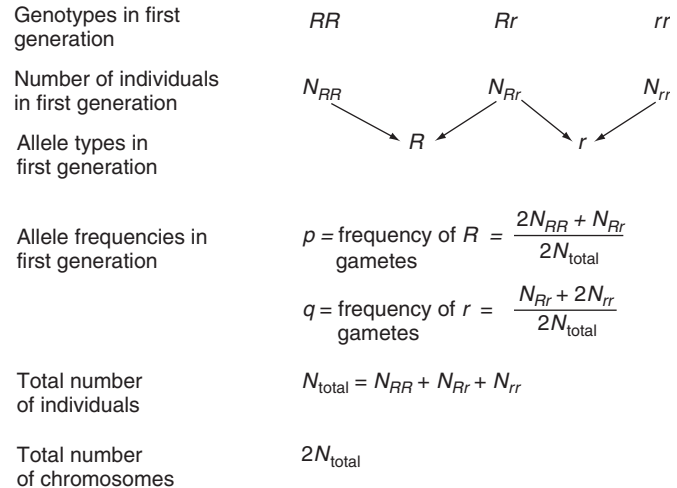 Genotypes in first RR Rr rr
generation
Number of individuals N_RR N_Rr N_rr
in first generation
Allele types in R r
first generation
Allele frequencies in p = frequency of R = (2N_RR + N_Rr) / 2N_total
first generation gametes
q = frequency of r = (N_Rr + 2N_rr) / 2N_total
gametes
Total number N_total = N_RR + N_Rr + N_rr
of individuals
Total number 2N_total
of chromosomes